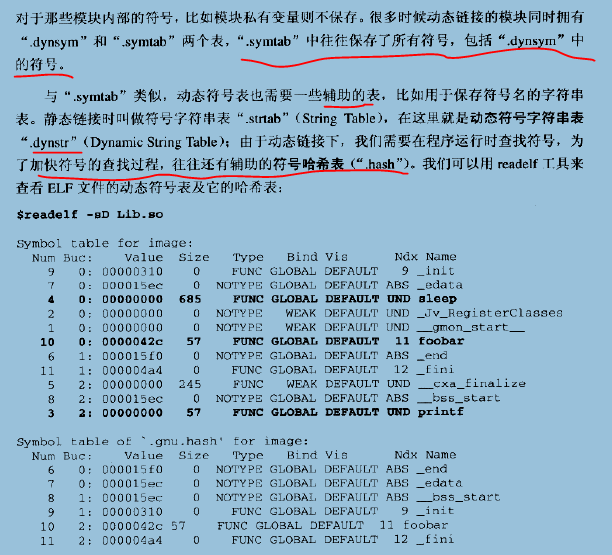 对于那些模块内部的符号，比如模块私有变量则不保存。很多时候动态链接的模块同时拥有
“.dynsym”和“.symtab”两个表，“.symtab”中往往保存了所有符号，包括“.dynsym”中
的符号。
与“.symtab”类似，动态符号表也需要一些辅助的表，比如用于保存符号名的字符串
表。静态链接时叫做符号字符串表“.strtab”（String Table），在这里就是动态符号字符串表
“.dynstr”（Dynamic String Table）；由于动态链接下，我们需要在程序运行时查找符号，为
了加快符号的查找过程，往往还有辅助的符号哈希表（“.hash”）。我们可以用 readelf 工具来
查看 ELF 文件的动态符号表及它的哈希表：
$readelf -sD Lib.so
Symbol table for image:
Num Buc: Value Size Type Bind Vis Ndx Name
9 0: 00000310 0 FUNC GLOBAL DEFAULT 9 _init
7 0: 000015ec 0 NOTYPE GLOBAL DEFAULT ABS _edata
4 0: 00000000 685 FUNC GLOBAL DEFAULT UND sleep
2 0: 00000000 0 NOTYPE WEAK DEFAULT UND _Jv_RegisterClasses
1 0: 00000000 0 NOTYPE WEAK DEFAULT UND __gmon_start__
10 0: 0000042c 57 FUNC GLOBAL DEFAULT 11 foobar
6 1: 000015f0 0 NOTYPE GLOBAL DEFAULT ABS _end
11 1: 000004a4 0 FUNC GLOBAL DEFAULT 12 _fini
5 2: 00000000 245 FUNC WEAK DEFAULT UND __cxa_finalize
8 2: 000015ec 0 NOTYPE GLOBAL DEFAULT ABS __bss_start
3 2: 00000000 57 FUNC GLOBAL DEFAULT UND printf
Symbol table of `.gnu.hash' for image:
Num Buc: Value Size Type Bind Vis Ndx Name
6 0: 000015f0 0 NOTYPE GLOBAL DEFAULT ABS _end
7 0: 000015ec 0 NOTYPE GLOBAL DEFAULT ABS _edata
8 1: 000015ec 0 NOTYPE GLOBAL DEFAULT ABS __bss_start
9 1: 00000310 0 FUNC GLOBAL DEFAULT 9 _init
10 2: 0000042c 57 FUNC GLOBAL DEFAULT 11 foobar
11 2: 000004a4 0 FUNC GLOBAL DEFAULT 12 _fini